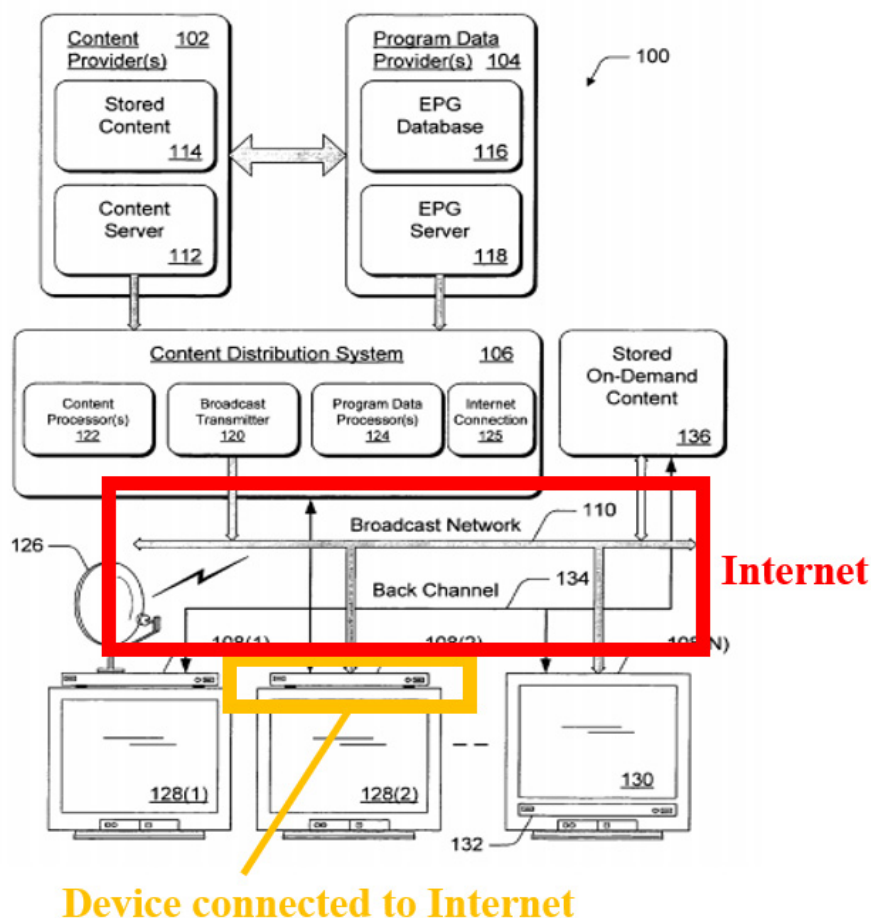 Content 102
Provider(s)
Stored
Content
114
Content
Server
112
Program Data
Provider(s) 104
EPG
Database
116
EPG
Server
118
100
Content Distribution System 106
Content
Processor(s)
122
Broadcast
Transmitter
120
Program Data
Processor(s)
124
Internet
Connection
125
Stored
On-Demand
Content
136
Broadcast Network
110
126
Back Channel
134
Internet
108(1)
108(2)
108(N)
128(1)
128(2)
130
132
Device connected to Internet